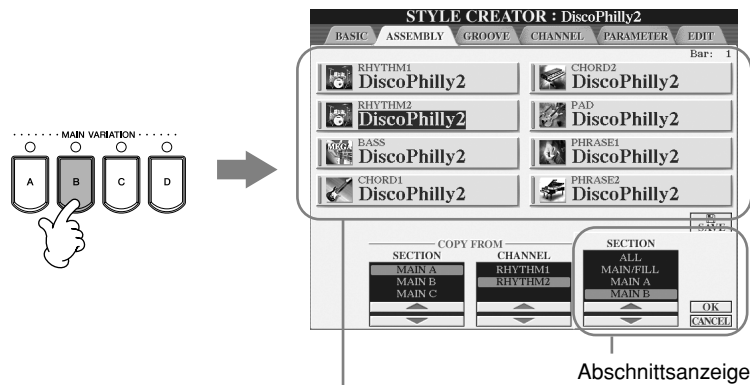 STYLE CREATOR : DiscoPhilly2
BASIC ASSEMBLY GROOVE CHANNEL PARAMETER EDIT
Bar: 1
RHYTHM1
DiscoPhilly2
CHORD2
DiscoPhilly2
RHYTHM2
DiscoPhilly2
PAD
DiscoPhilly2
MEGA
BASS
DiscoPhilly2
PHRASE1
DiscoPhilly2
CHORD1
DiscoPhilly2
PHRASE2
DiscoPhilly2
MAIN VARIATION
A B C D
SAVE
COPY FROM
SECTION
MAIN A
MAIN B
MAIN C
CHANNEL
RHYTHM1
RHYTHM2
SECTION
ALL
MAIN/FILL
MAIN A
MAIN B
OK
CANCEL
Abschnittsanzeige